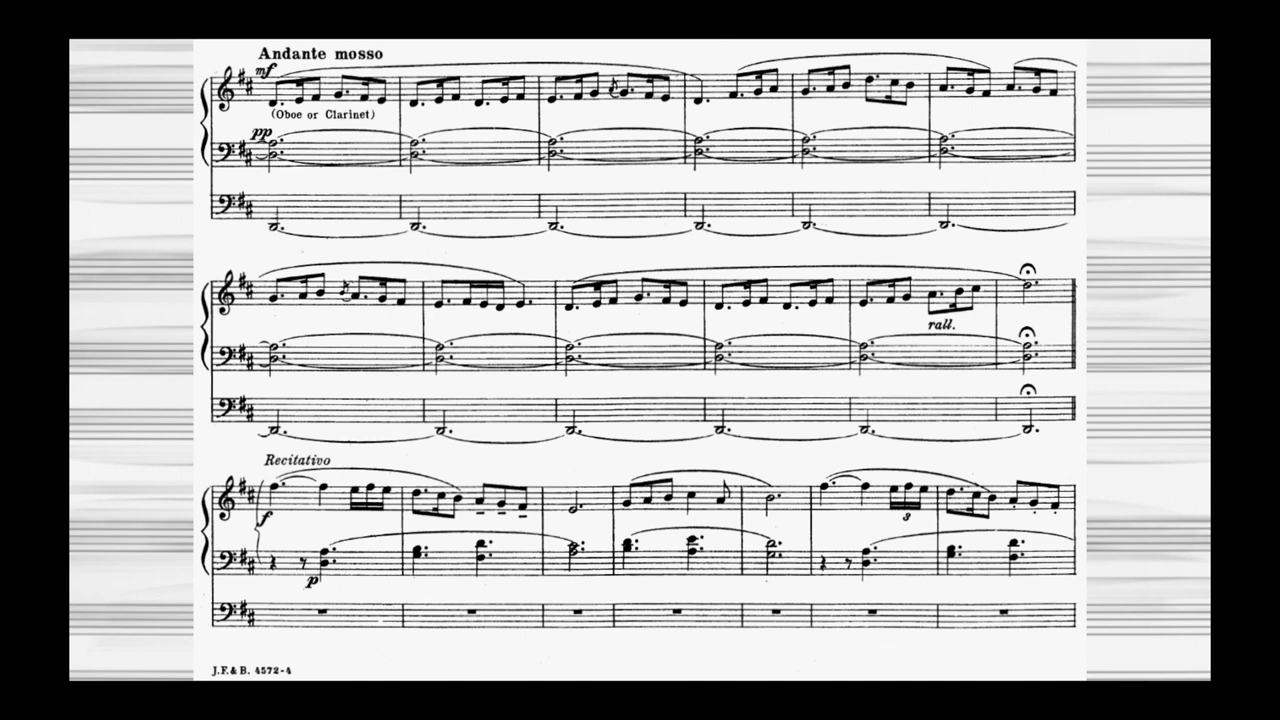 Andante mosso
mf
(Oboe or Clarinet)
pp
rall.
Recitativo
f
3
p
J.F.& B. 4572-4